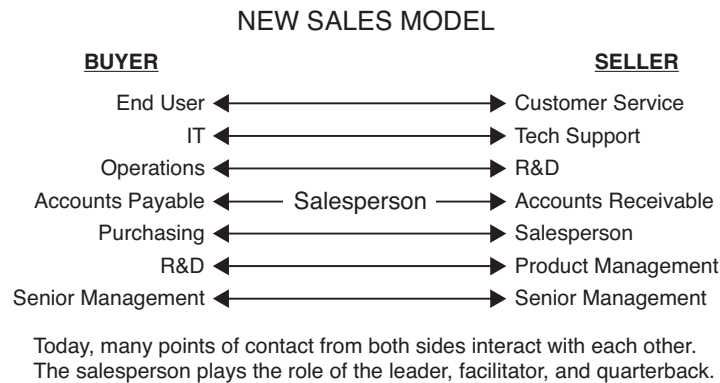 NEW SALES MODEL
BUYER SELLER
End User Customer Service
IT Tech Support
Operations R&D
Accounts Payable Salesperson Accounts Receivable
Purchasing Salesperson
R&D Product Management
Senior Management Senior Management
Today, many points of contact from both sides interact with each other.
The salesperson plays the role of the leader, facilitator, and quarterback.